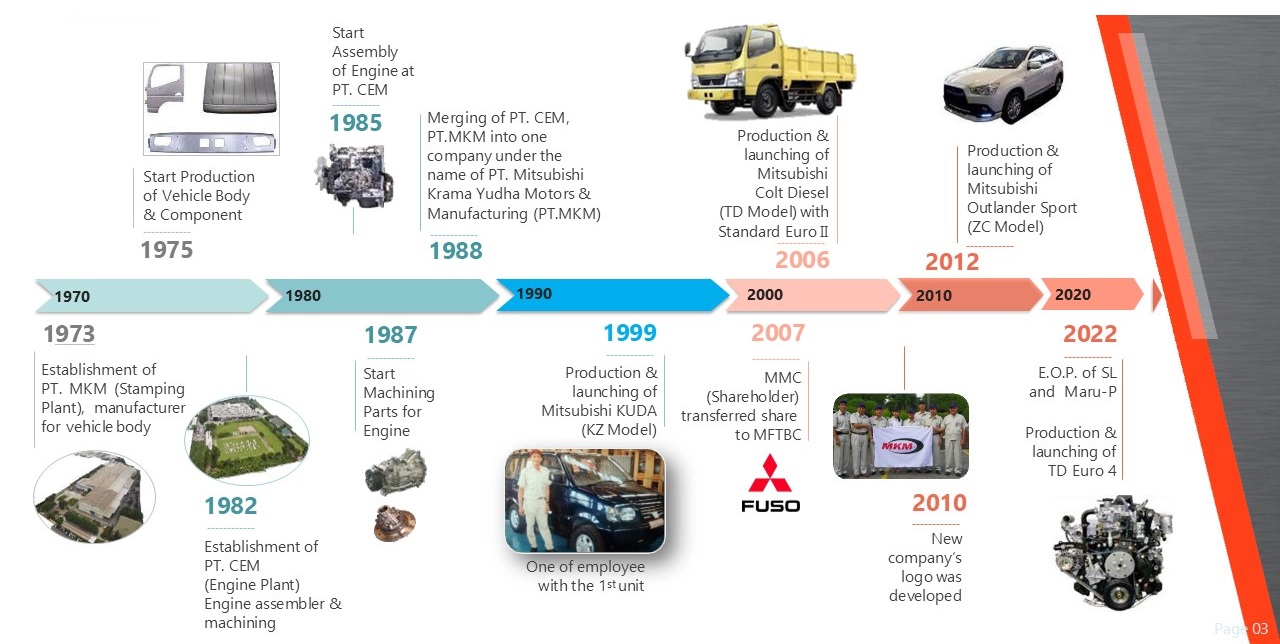 Start
Assembly
of Engine at
PT. CEM
1985
Start Production
of Vehicle Body
& Component
1975
Merging of PT. CEM,
PT.MKM into one
company under the
name of PT. Mitsubishi
Krama Yudha Motors &
Manufacturing (PT.MKM)
1988
Production &
launching of
Mitsubishi
Colt Diesel
(TD Model) with
Standard Euro II
2006
Production &
launching of
Mitsubishi
Outlander Sport
(ZC Model)
2012
1970
1980
1990
2000
2010
2020
1973
Establishment of
PT. MKM (Stamping
Plant), manufacturer
for vehicle body
1982
Establishment of
PT. CEM
(Engine Plant)
Engine assembler &
machining
1987
Start
Machining
Parts for
Engine
1999
Production &
launching of
Mitsubishi KUDA
(KZ Model)
One of employee
with the 1st unit
2007
MMC
(Shareholder)
transferred share
to MFTBC
FUSO
MKM
2010
New
company's
logo was
developed
2022
E.O.P. of SL
and Maru-P
Production &
launching of
TD Euro 4
Page 03